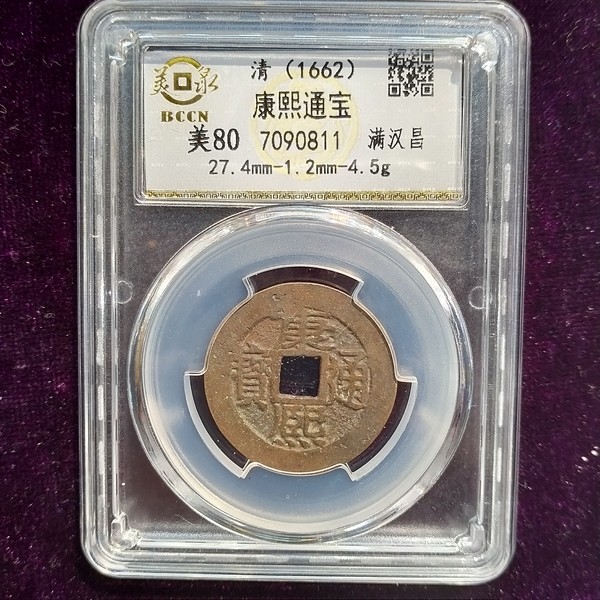 美泉
BCCN
清（1662）
康熙通宝
美80 7090811 满汉昌
27.4mm-1.2mm-4.5g
康熙通寶